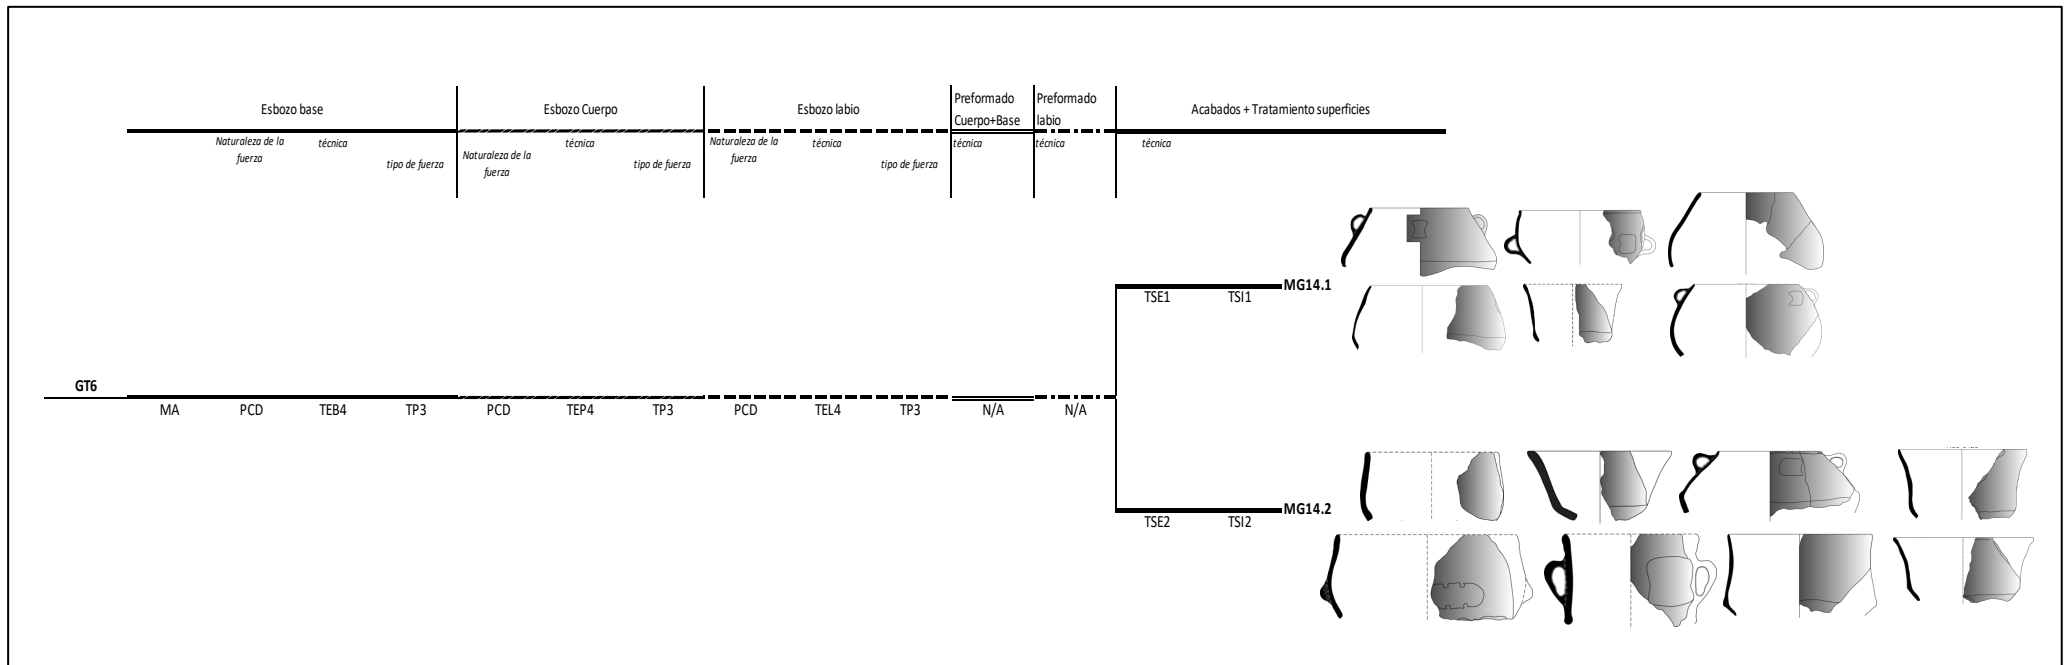 Esbozo base
Esbozo Cuerpo
Esbozo labio
Preformado
Cuerpo+Base
Preformado
labio
Acabados + Tratamiento superficies
Naturaleza de la
fuerza
técnica
tipo de fuerza
Naturaleza de la
fuerza
técnica
tipo de fuerza
Naturaleza de la
fuerza
técnica
tipo de fuerza
técnica
técnica
técnica
MG14.1
TSE1
TSI1
GT6
MA
PCD
TEB4
TP3
PCD
TEP4
TP3
PCD
TEL4
TP3
N/A
N/A
MG14.2
TSE2
TSI2